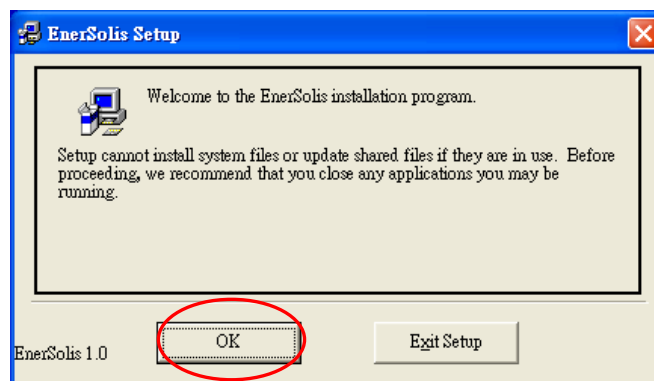 EnerSolis Setup
Welcome to the EnerSolis installation program.
Setup cannot install system files or update shared files if they are in use. Before
proceeding, we recommend that you close any applications you may be
running.
OK
Exit Setup
EnerSolis 1.0